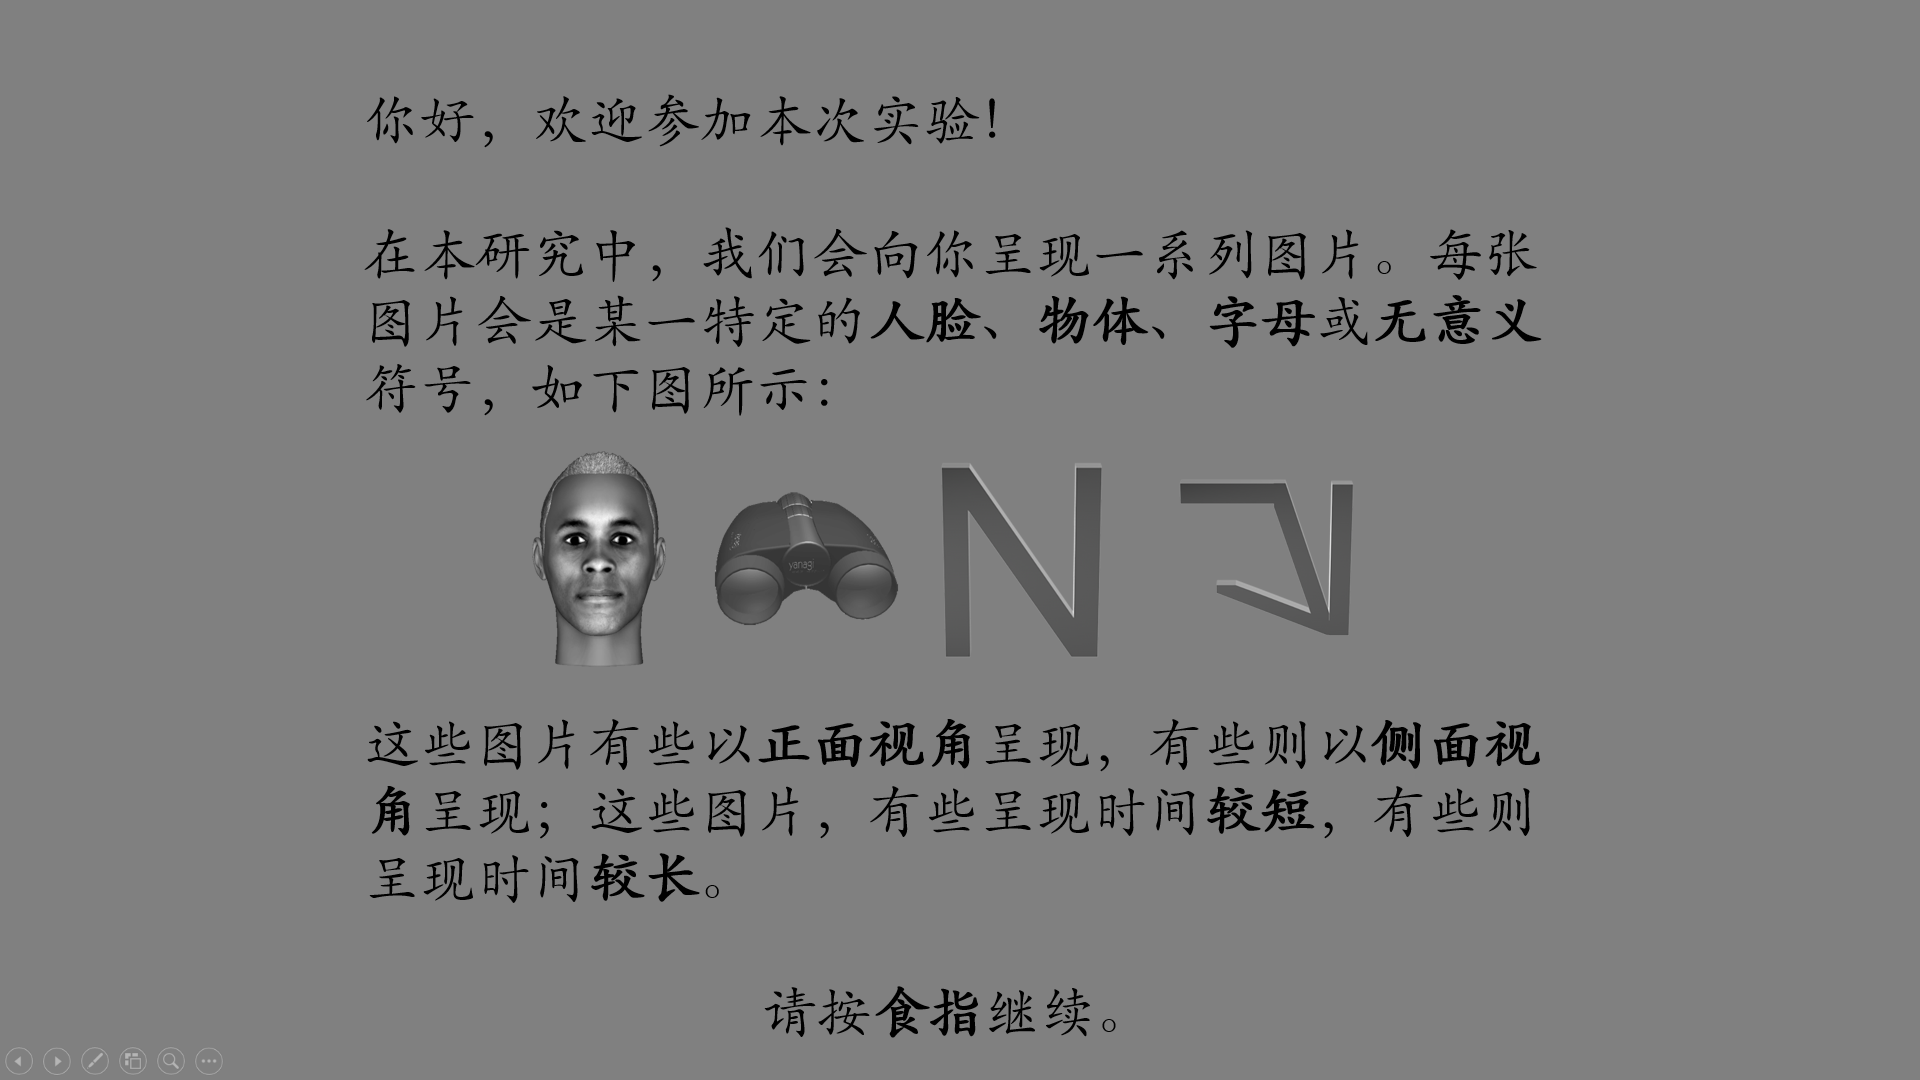 你好，欢迎参加本次实验！
在本研究中，我们会向你呈现一系列图片。每张
图片会是某一特定的人脸、物体、字母或无意义
符号，如下图所示：
yanagi
N
这些图片有些以正面视角呈现，有些则以侧面视
角呈现；这些图片，有些呈现时间较短，有些则
呈现时间较长。
请按食指继续。